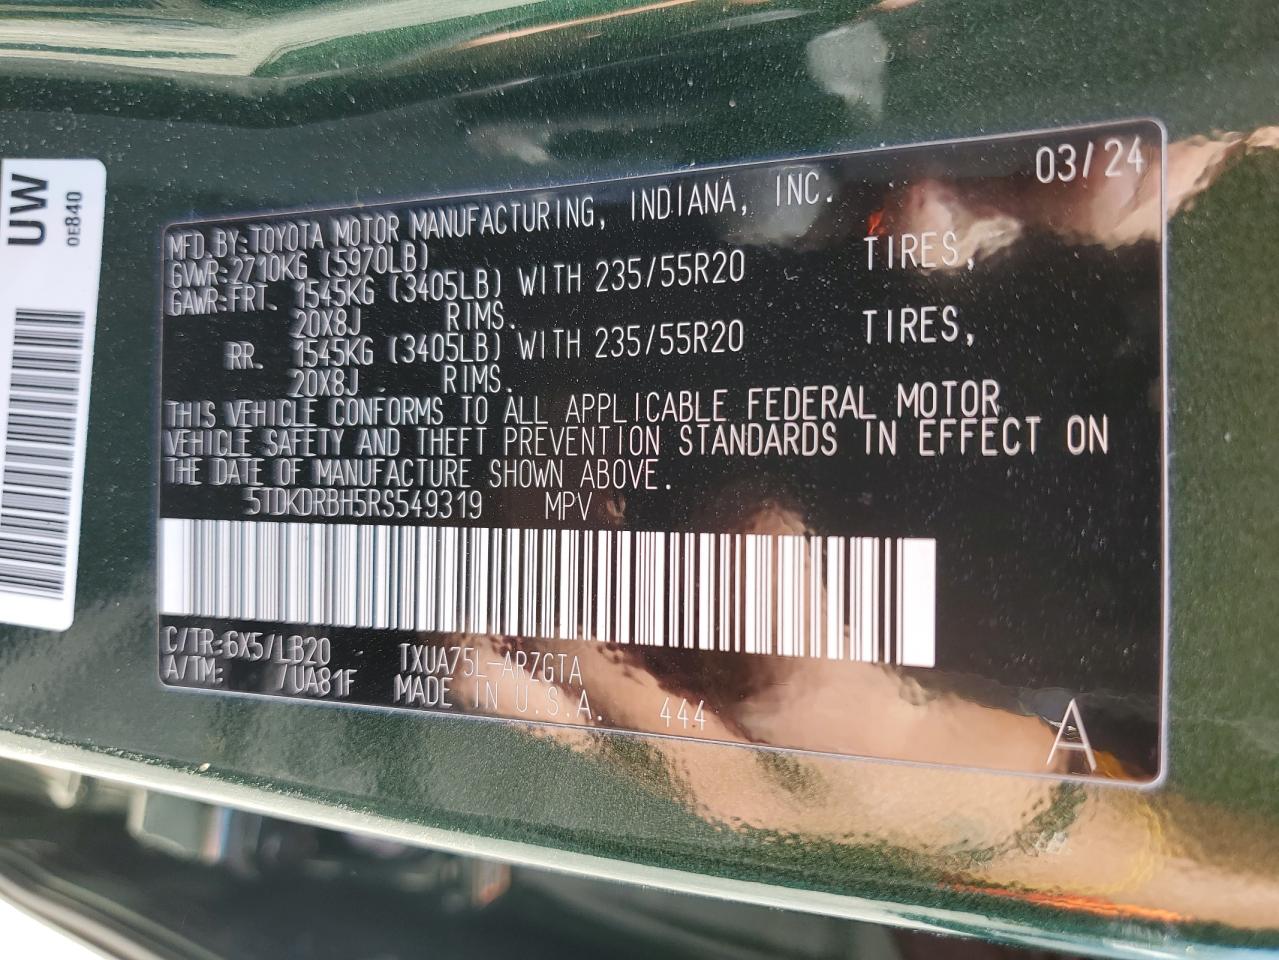 UW
0E840
03/24
MFD.BY:TOYOTA MOTOR MANUFACTURING, INDIANA, INC.
GVWR:2710KG (5970LB)
GAWR:FRT. 1545KG (3405LB) WITH 235/55R20 TIRES,
20X8J RIMS.
RR. 1545KG (3405LB) WITH 235/55R20 TIRES,
20X8J RIMS.
THIS VEHICLE CONFORMS TO ALL APPLICABLE FEDERAL MOTOR
VEHICLE SAFETY AND THEFT PREVENTION STANDARDS IN EFFECT ON
THE DATE OF MANUFACTURE SHOWN ABOVE.
5TDKDRBH5RS549319 MPV
C/TR:6X5/LB20 TXUA75L-ARZGTA
A/TM: /UA81F MADE IN U.S.A. 444
A